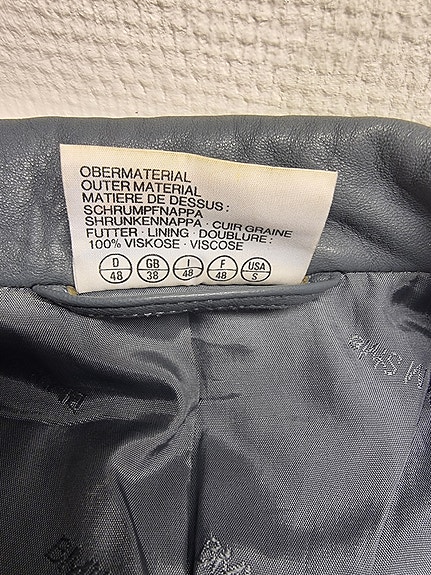 OBERMATERIAL
OUTER MATERIAL
MATIERE DE DESSUS :
SCHRUMPFNAPPA
SHRUNKENNAPPA · CUIR GRAINE
FUTTER · LINING · DOUBLURE :
100% VISKOSE · VISCOSE
D 48 GB 38 I 48 F 48 USA S